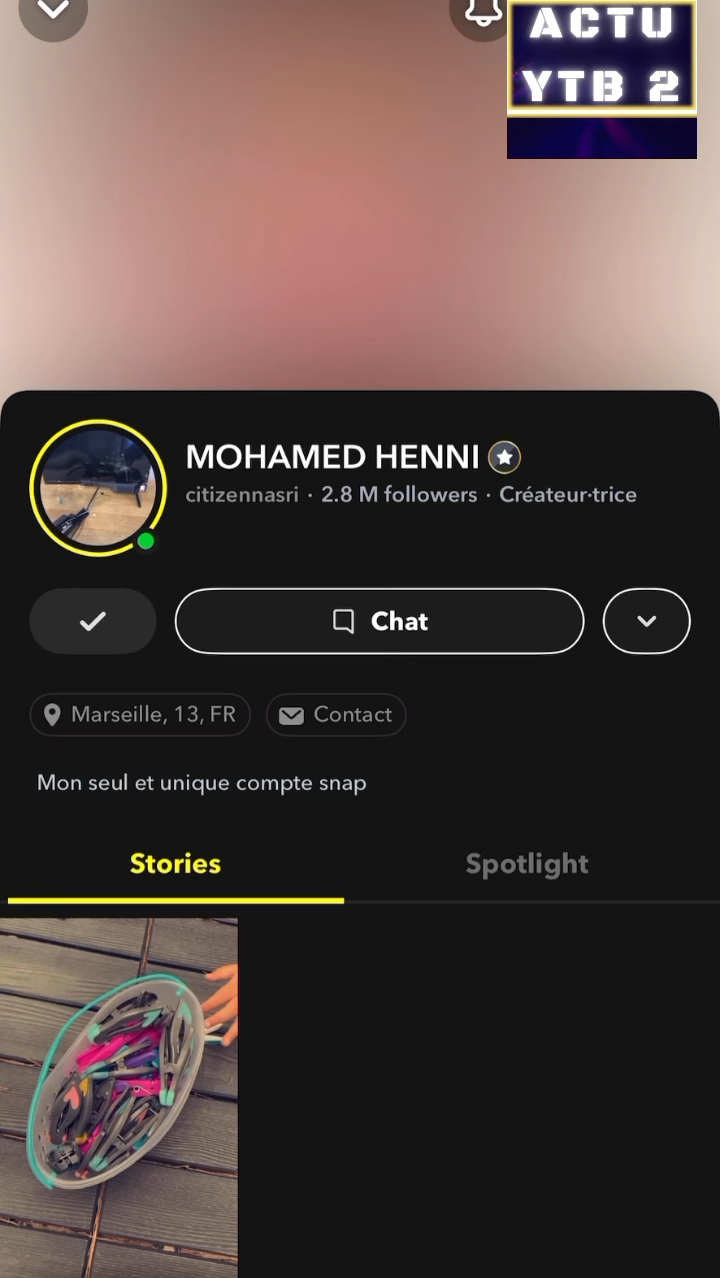 ACTU
YTB 2
MOHAMED HENNI
citizennasri · 2.8 M followers · Créateur·trice
Chat
Marseille, 13, FR
Contact
Mon seul et unique compte snap
Stories
Spotlight